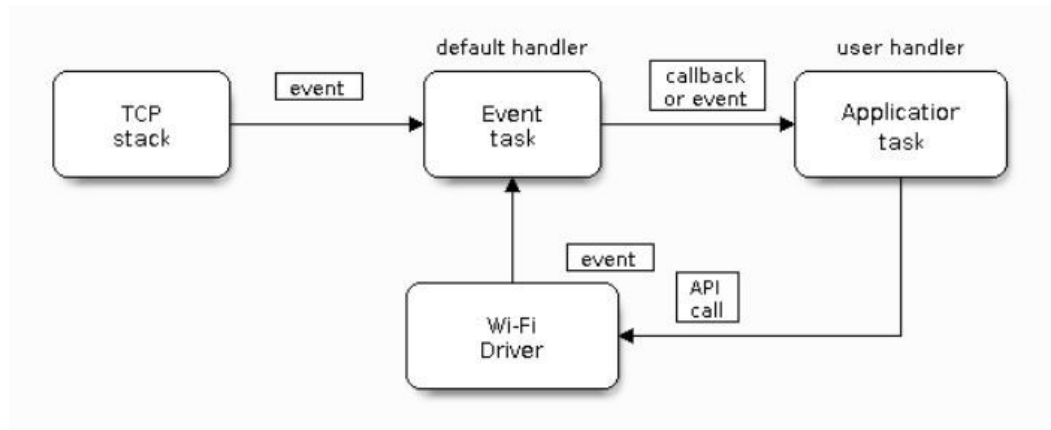 default handler
user handler
event
callback
or event
TCP
stack
Event
task
Applicatior
task
event
API
call
Wi-Fi
Driver